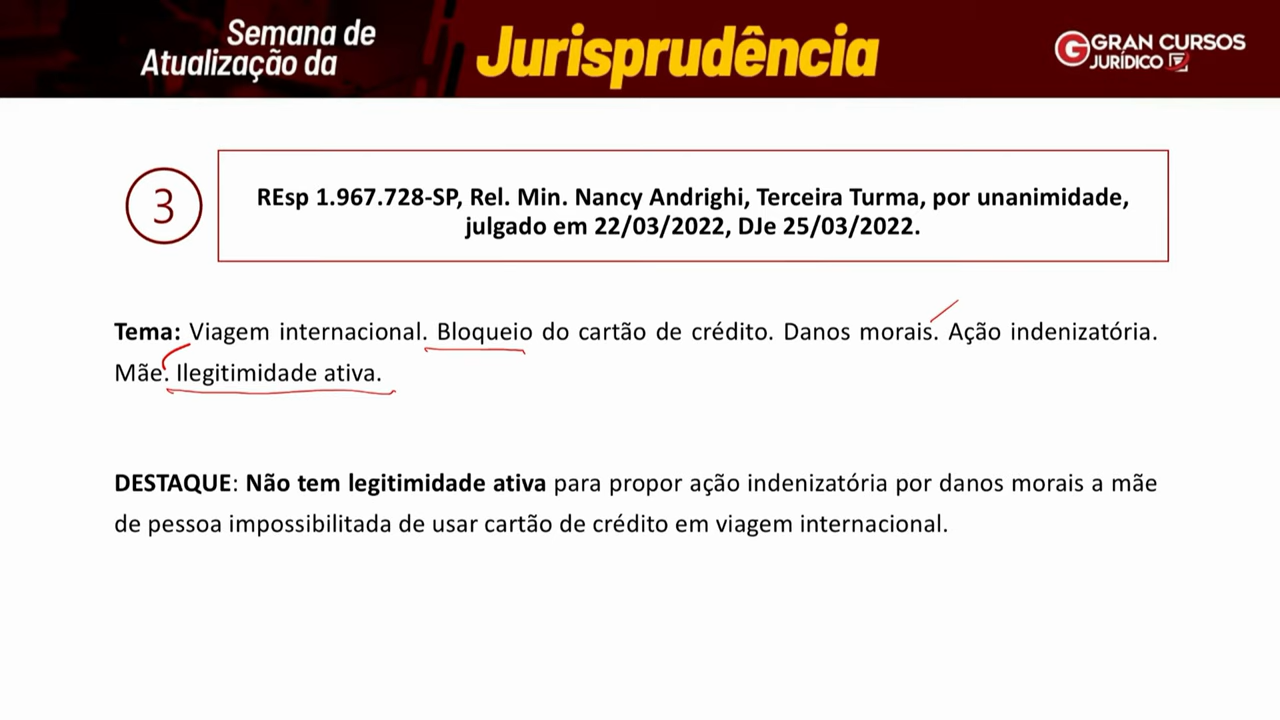 Semana de
Atualização da
Jurisprudência
GRAN CURSOS
JURÍDICO
3
REsp 1.967.728-SP, Rel. Min. Nancy Andrighi, Terceira Turma, por unanimidade,
julgado em 22/03/2022, DJe 25/03/2022.
Tema: Viagem internacional. Bloqueio do cartão de crédito. Danos morais. Ação indenizatória.
Mãe. Ilegitimidade ativa.
DESTAQUE: Não tem legitimidade ativa para propor ação indenizatória por danos morais a mãe
de pessoa impossibilitada de usar cartão de crédito em viagem internacional.